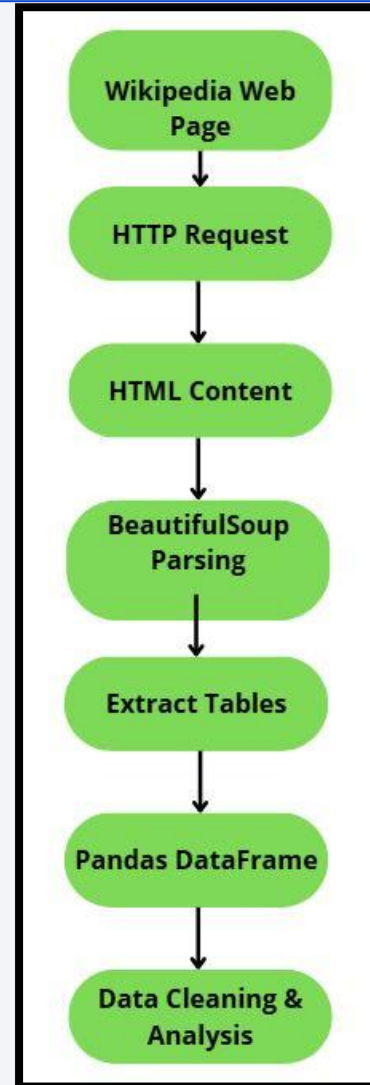 Wikipedia Web
Page
HTTP Request
HTML Content
BeautifulSoup
Parsing
Extract Tables
Pandas DataFrame
Data Cleaning &
Analysis